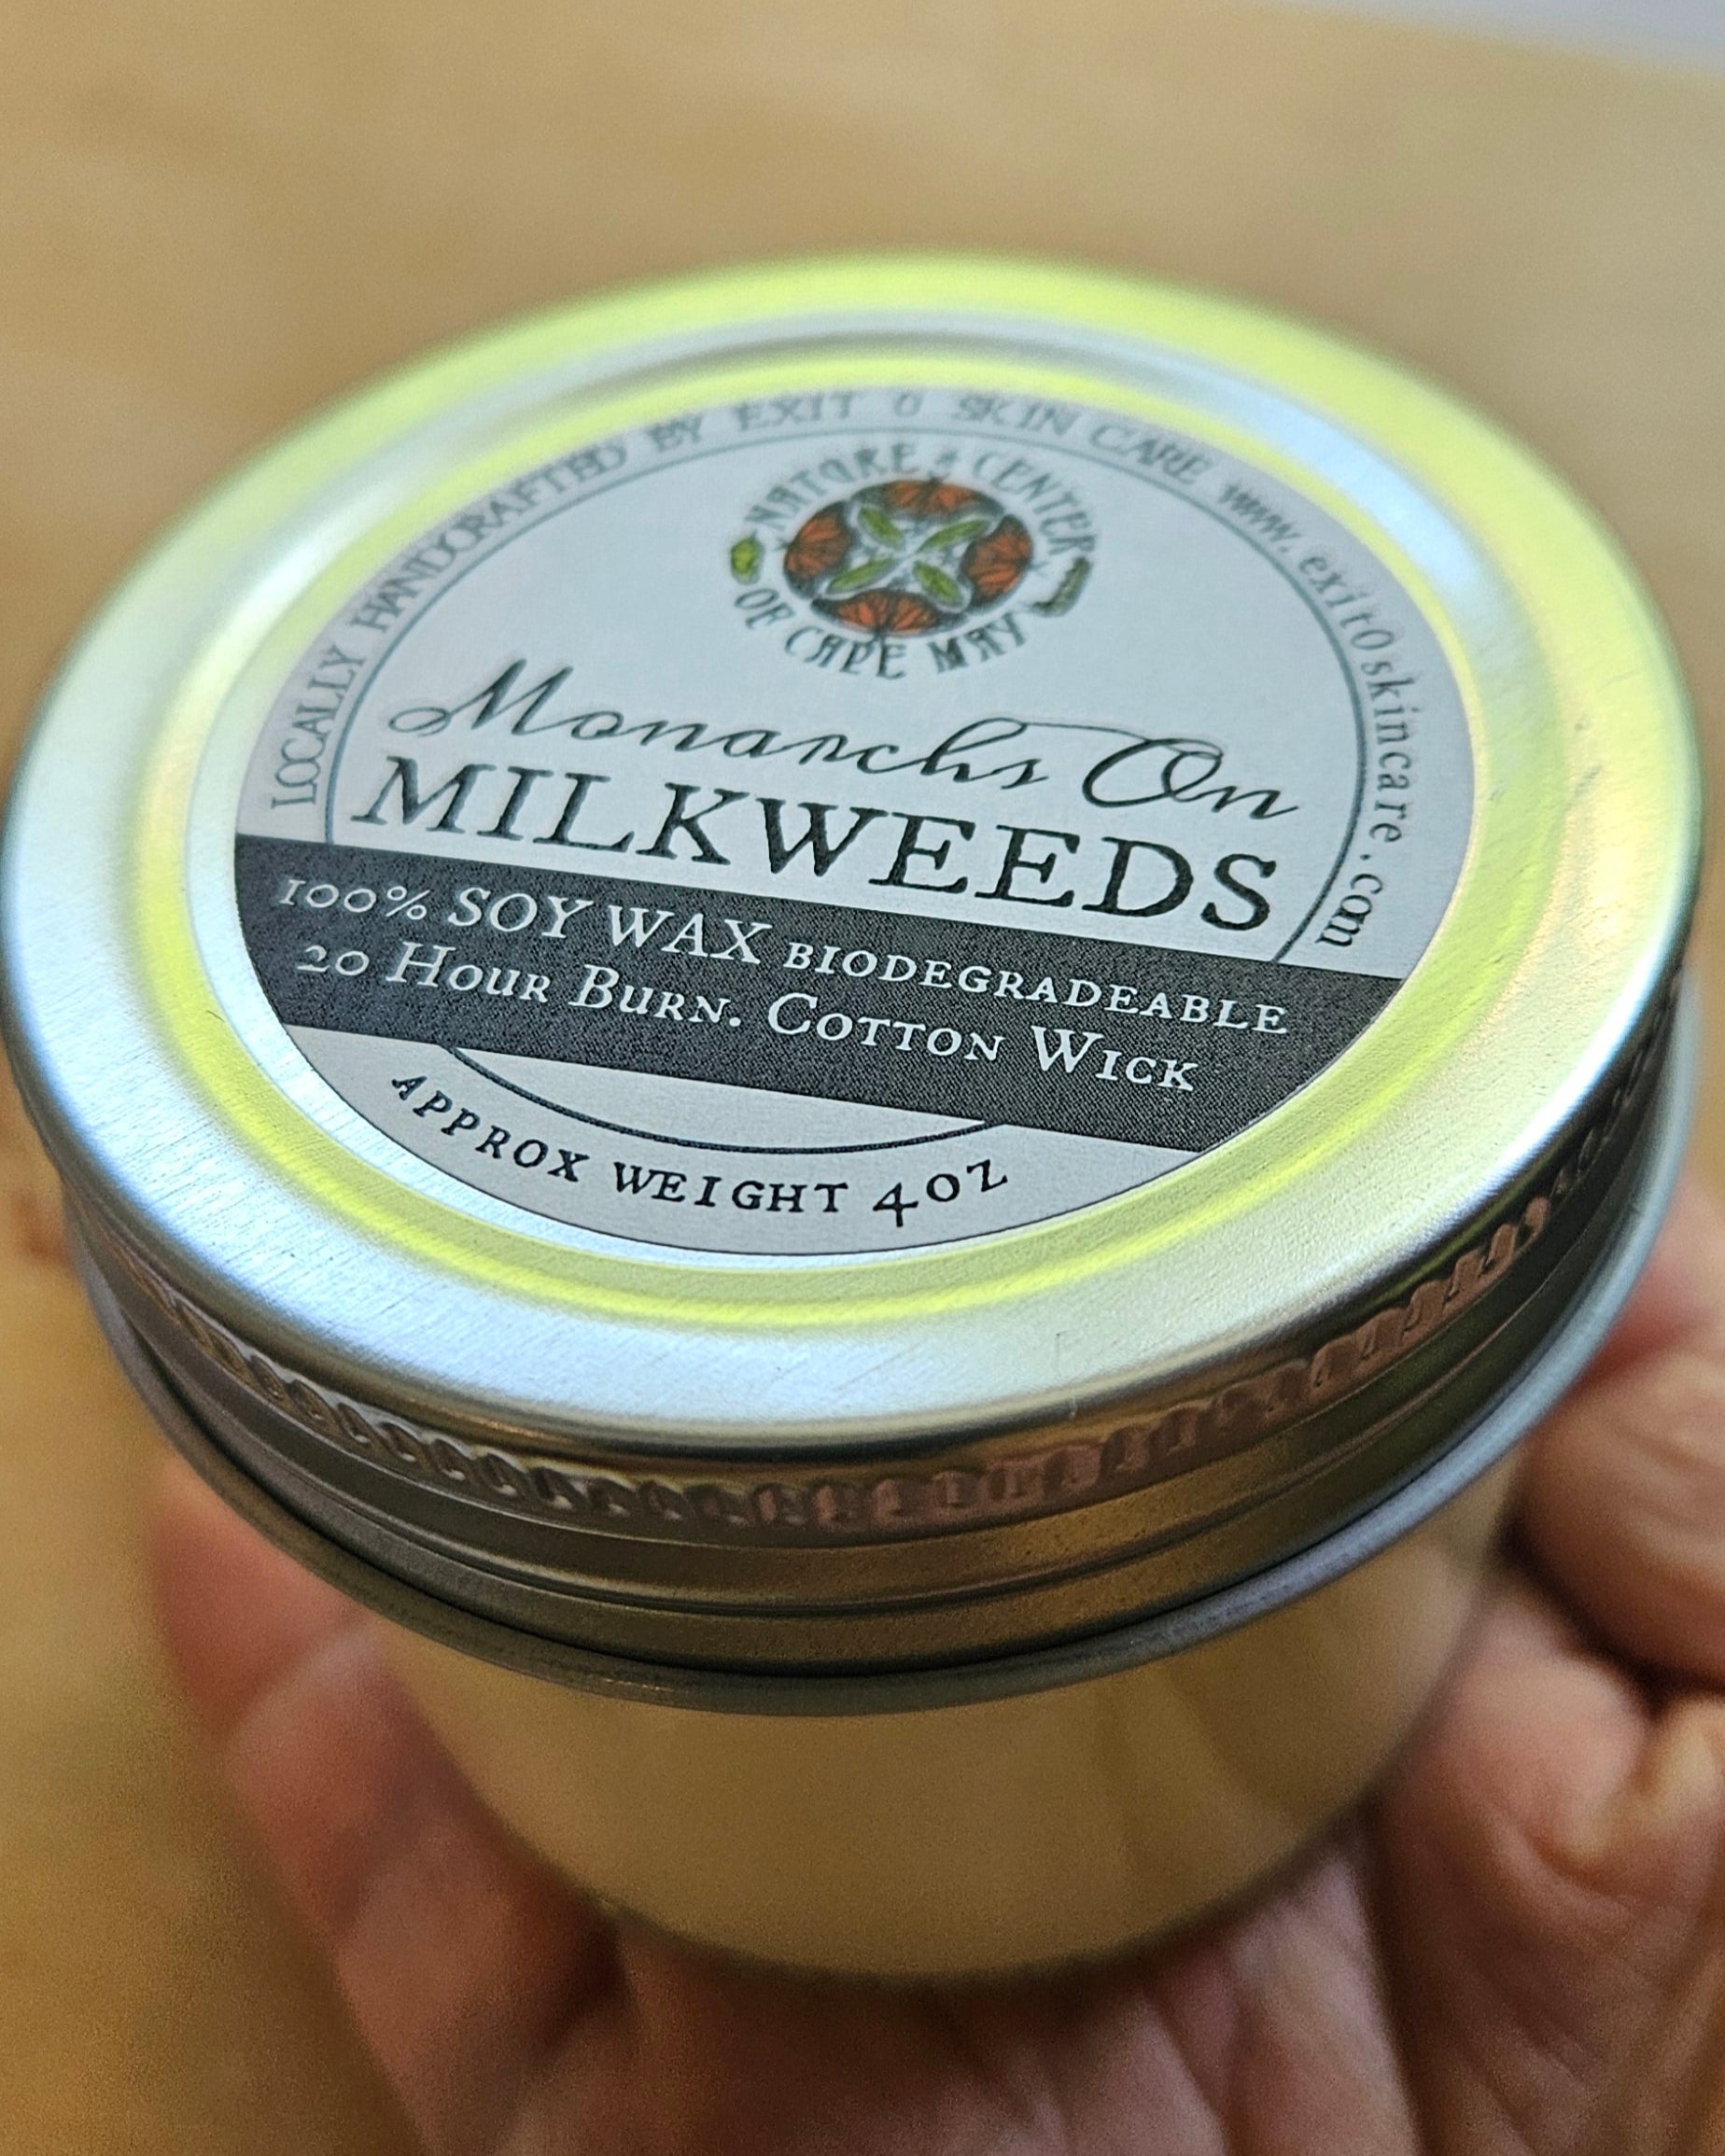 LOCALLY HANDCRAFTED BY EXIT 0 SKIN CARE www.exit0skincare.com
NATURE CENTER
OF CAPE MAY
Monarchs On
MILKWEEDS
100% SOY WAX BIODEGRADEABLE
20 HOUR BURN. COTTON WICK
APPROX WEIGHT 4OZ